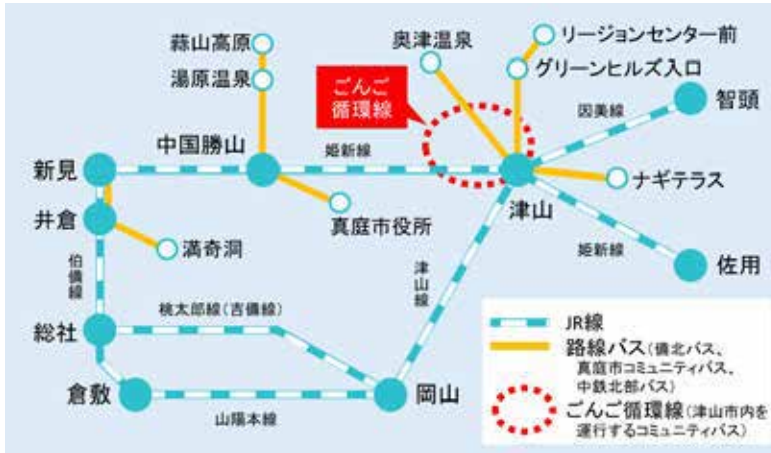 蒜山高原
湯原温泉
奥津温泉
リージョンセンター前
グリーンヒルズ入口
ごんご
循環線
智頭
因美線
中国勝山
姫新線
新見
津山
ナギテラス
井倉
真庭市役所
満奇洞
伯備線
津山線
姫新線
佐用
桃太郎線(吉備線)
総社
倉敷
岡山
山陽本線
JR線
路線バス(備北バス、
真庭市コミュニティバス、
中鉄北部バス)
ごんご循環線(津山市内を
運行するコミュニティバス)